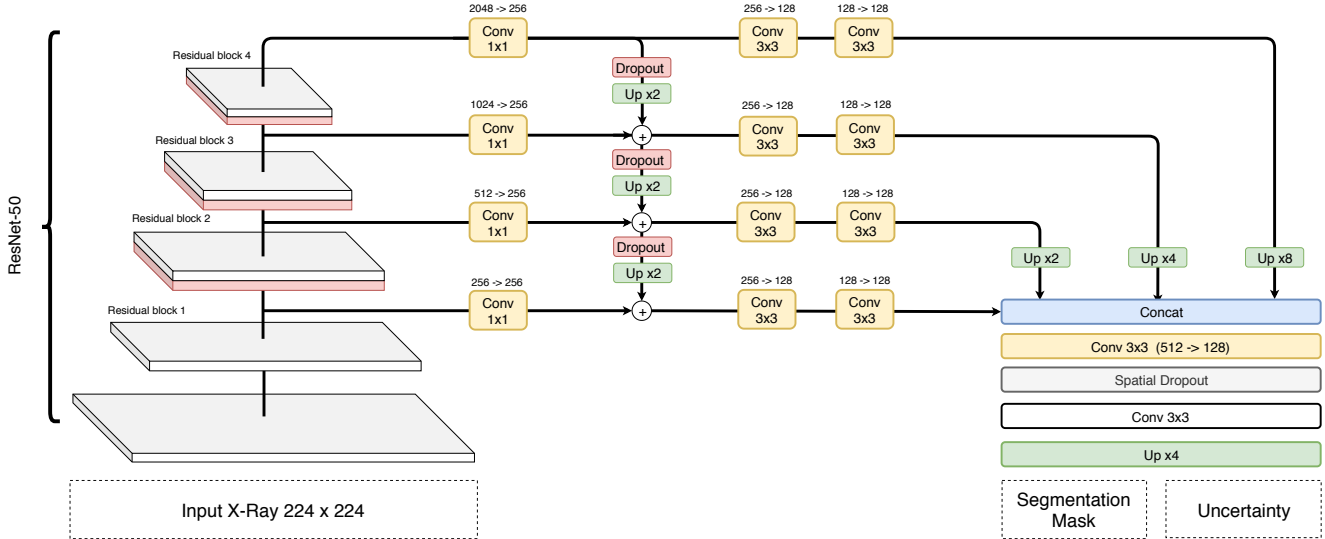 2048 -> 256
Conv
1x1
256 -> 128
Conv
3x3
128 -> 128
Conv
3x3
Residual block 4
Dropout
Up x2
1024 -> 256
Conv
1x1
+
256 -> 128
Conv
3x3
128 -> 128
Conv
3x3
Residual block 3
Dropout
Up x2
512 -> 256
Conv
1x1
+
256 -> 128
Conv
3x3
128 -> 128
Conv
3x3
Residual block 2
Dropout
Up x2
256 -> 256
Conv
1x1
+
256 -> 128
Conv
3x3
128 -> 128
Conv
3x3
Residual block 1
ResNet-50
Up x2
Up x4
Up x8
Concat
Conv 3x3 (512 -> 128)
Spatial Dropout
Conv 3x3
Up x4
Input X-Ray 224 x 224
Segmentation
Mask
Uncertainty